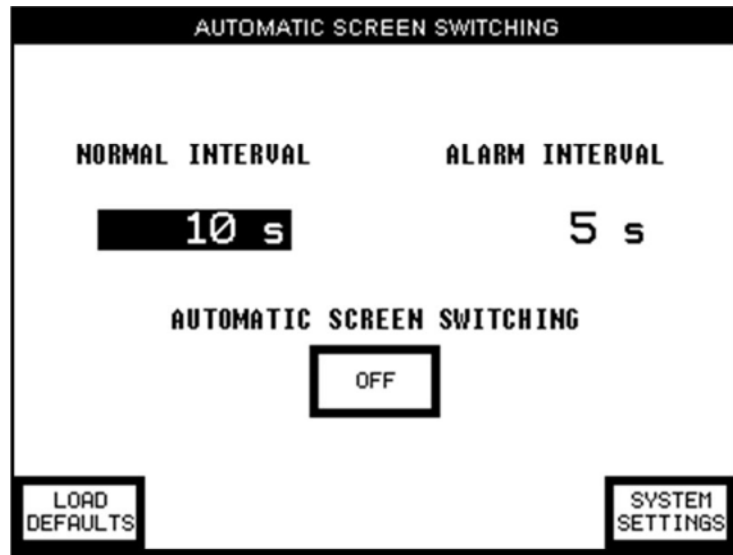 AUTOMATIC SCREEN SWITCHING
NORMAL INTERVAL ALARM INTERVAL
10 s 5 s
AUTOMATIC SCREEN SWITCHING
OFF
LOAD
DEFAULTS
SYSTEM
SETTINGS